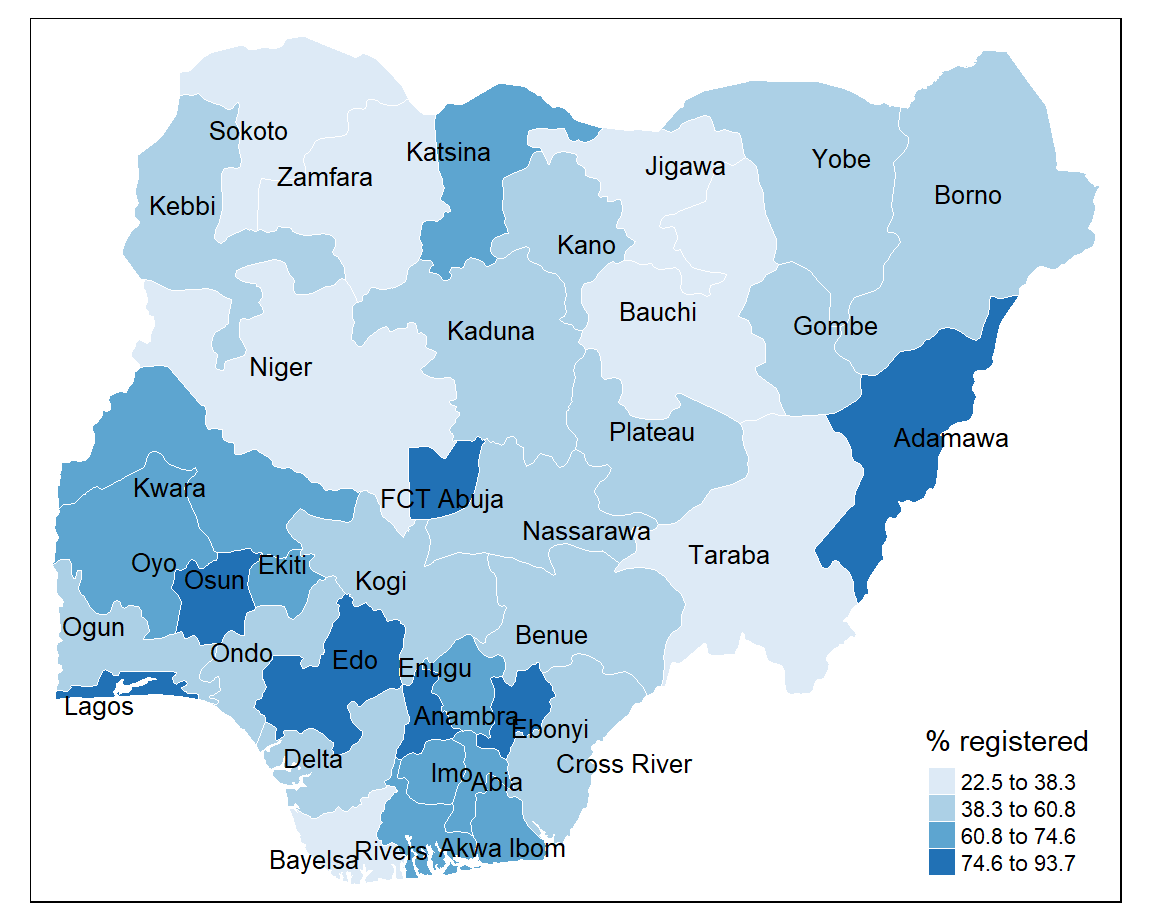 Sokoto
Katsina
Yobe
Jigawa
Zamfara
Borno
Kebbi
Kano
Bauchi
Gombe
Kaduna
Niger
Plateau
Adamawa
Kwara
FCT Abuja
Nassarawa
Taraba
Oyo
Ekiti
Osun
Kogi
Ogun
Benue
Ondo
Edo
Enugu
Lagos
Anambra
Ebonyi
Delta
Cross River
Imo
Abia
Bayelsa
Rivers
Akwa Ibom
% registered
22.5 to 38.3
38.3 to 60.8
60.8 to 74.6
74.6 to 93.7